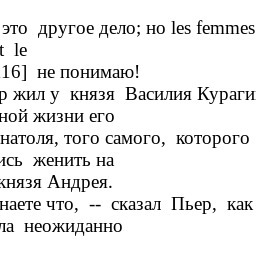 это другое дело; но les femmes
t le
16] не понимаю!
р жил у князя Василия Кураги
ной жизни его
натоля, того самого, которого
ись женить на
князя Андрея.
наете что, -- сказал Пьер, как
ла неожиданно